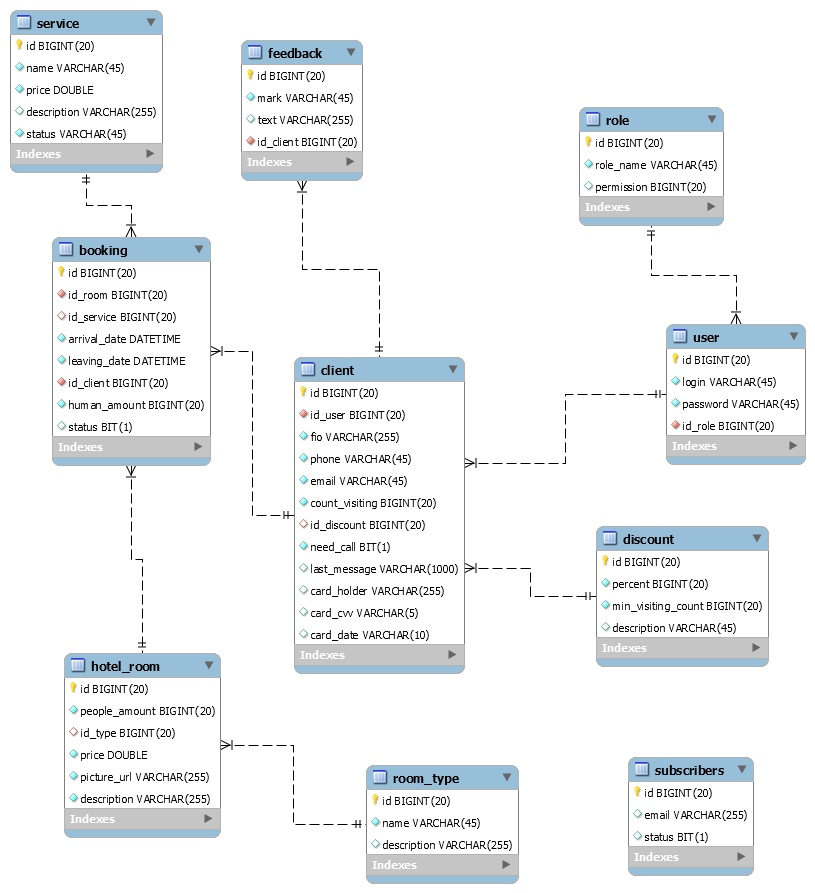 service
id BIGINT(20)
name VARCHAR(45)
price DOUBLE
description VARCHAR(255)
status VARCHAR(45)
Indexes
feedback
id BIGINT(20)
mark VARCHAR(45)
text VARCHAR(255)
id_client BIGINT(20)
Indexes
role
id BIGINT(20)
role_name VARCHAR(45)
permission BIGINT(20)
Indexes
booking
id BIGINT(20)
id_room BIGINT(20)
id_service BIGINT(20)
arrival_date DATETIME
leaving_date DATETIME
id_client BIGINT(20)
human_amount BIGINT(20)
status BIT(1)
Indexes
client
id BIGINT(20)
id_user BIGINT(20)
fio VARCHAR(255)
phone VARCHAR(45)
email VARCHAR(45)
count_visiting BIGINT(20)
id_discount BIGINT(20)
need_call BIT(1)
last_message VARCHAR(1000)
card_holder VARCHAR(255)
card_cvv VARCHAR(5)
card_date VARCHAR(10)
Indexes
user
id BIGINT(20)
login VARCHAR(45)
password VARCHAR(45)
id_role BIGINT(20)
Indexes
discount
id BIGINT(20)
percent BIGINT(20)
min_visiting_count BIGINT(20)
description VARCHAR(45)
Indexes
hotel_room
id BIGINT(20)
people_amount BIGINT(20)
id_type BIGINT(20)
price DOUBLE
picture_url VARCHAR(255)
description VARCHAR(255)
Indexes
room_type
id BIGINT(20)
name VARCHAR(45)
description VARCHAR(255)
Indexes
subscribers
id BIGINT(20)
email VARCHAR(255)
status BIT(1)
Indexes